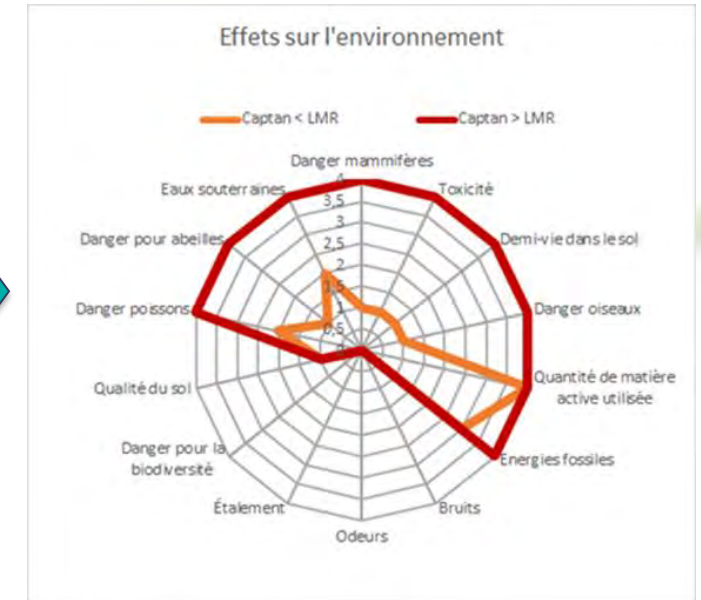 Effets sur l'environnement
Captan < LMR
Captan > LMR
Danger mammifères
Eaux souterraines
Toxicité
Danger pour abeilles
Demi-vie dans le sol
Danger poissons
Danger oiseaux
Qualité du sol
Quantité de matière
active utilisée
Danger pour la
biodiversité
Energies fossiles
Étalement
Bruits
Odeurs
4
3,5
3
2,5
2
1,5
1
0,5
0